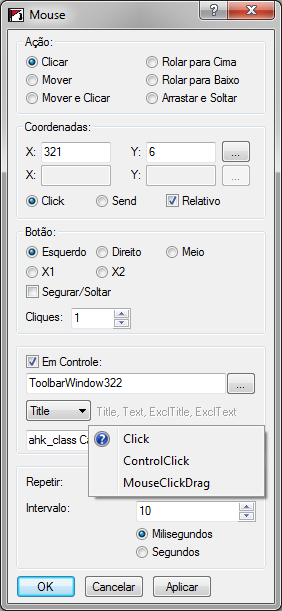 Mouse
Ação:
Clicar Rolar para Cima
Mover Rolar para Baixo
Mover e Clicar Arrastar e Soltar
Coordenadas:
X: 321 Y: 6 ...
X: Y: ...
Click Send Relativo
Botão:
Esquerdo Direito Meio
X1 X2
Segurar/Soltar
Cliques: 1
Em Controle:
ToolbarWindow322 ...
Title Title, Text, ExclTitle, ExclText
ahk_class
Click
ControlClick
MouseClickDrag
Repetir:
Intervalo: 10
Milisegundos
Segundos
OK Cancelar Aplicar